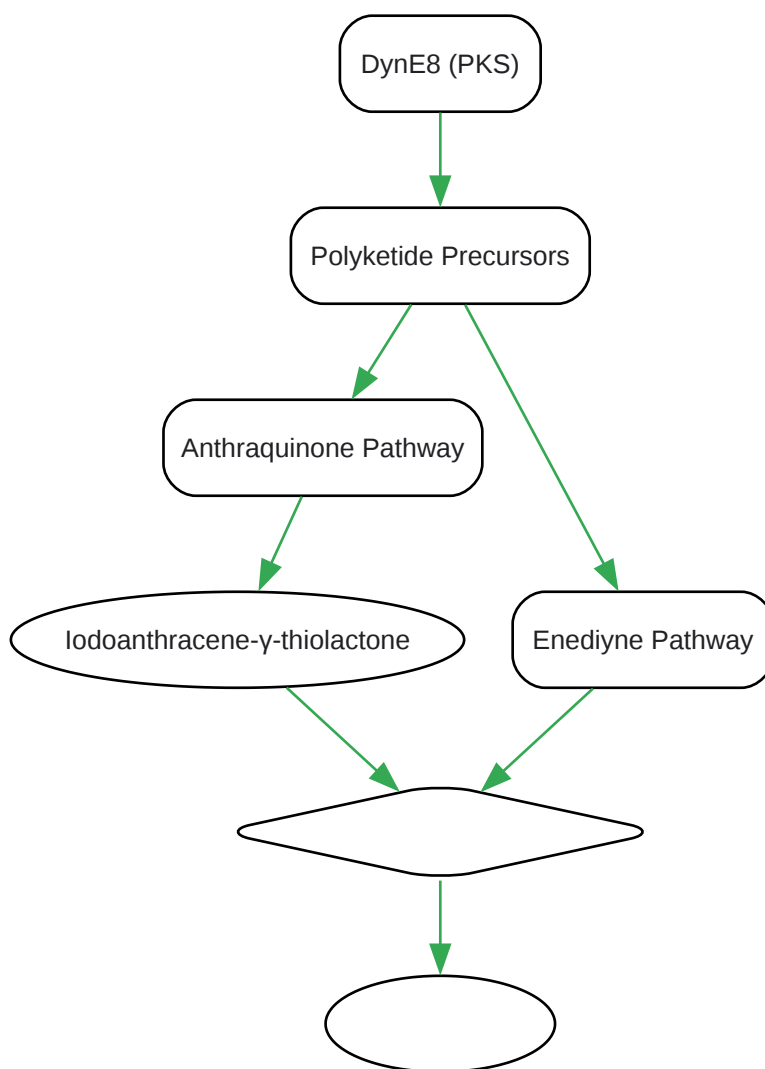 DynE8 (PKS)
Polyketide Precursors
Anthraquinone Pathway
Iodoanthracene-γ-thiolactone
Enediyne Pathway